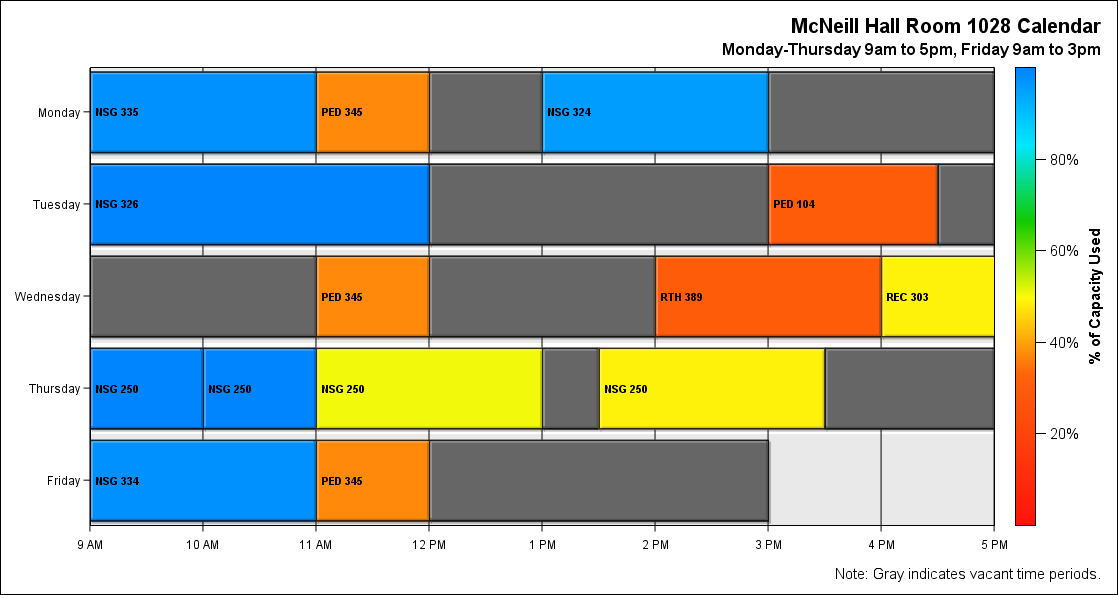 McNeill Hall Room 1028 Calendar
Monday-Thursday 9am to 5pm, Friday 9am to 3pm
Monday
NSG 335
PED 345
NSG 324
Tuesday
NSG 326
PED 104
Wednesday
PED 345
RTH 389
REC 303
Thursday
NSG 250
NSG 250
NSG 250
NSG 250
Friday
NSG 334
PED 345
9 AM
10 AM
11 AM
12 PM
1 PM
2 PM
3 PM
4 PM
5 PM
80%
60%
40%
20%
% of Capacity Used
Note: Gray indicates vacant time periods.